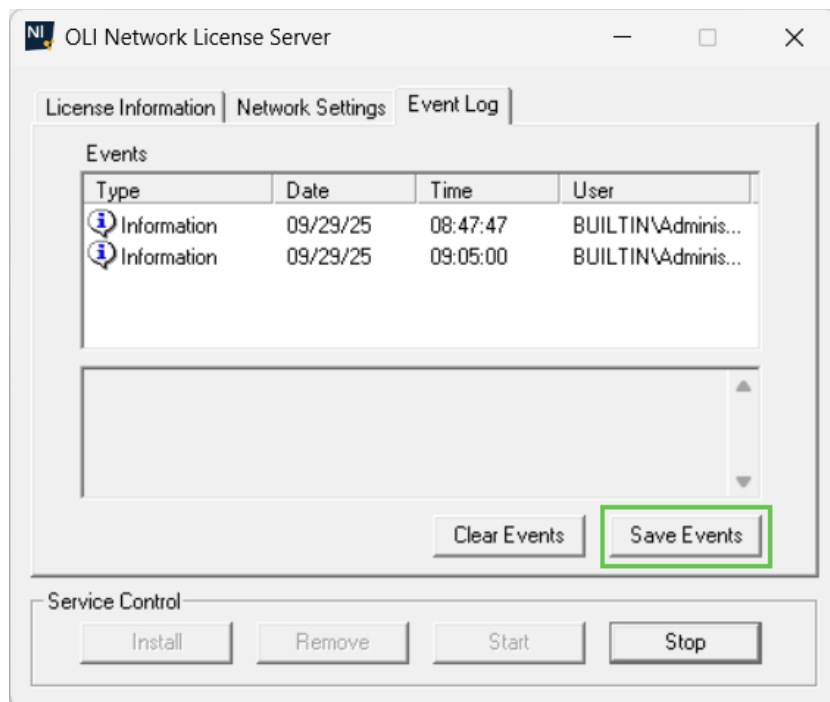 NI OLI Network License Server
License Information Network Settings Event Log
Events
Type Date Time User
Information 09/29/25 08:47:47 BUILTIN\Adminis...
Information 09/29/25 09:05:00 BUILTIN\Adminis...
Clear Events Save Events
Service Control
Install Remove Start Stop